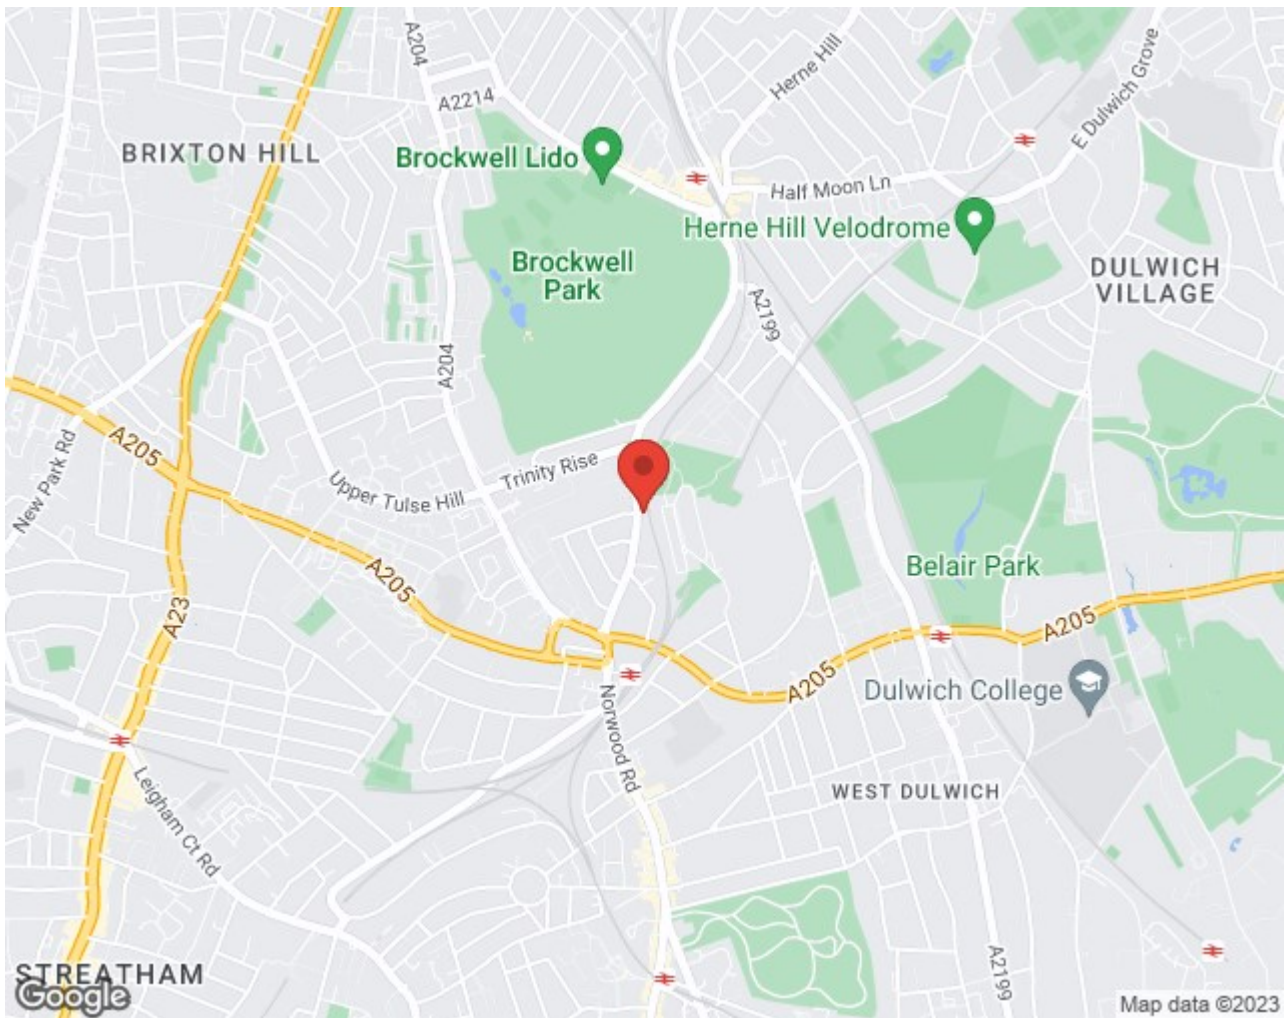 A204
Herne Hill
E Dulwich Grove
A2214
BRIXTON HILL
Brockwell Lido
Half Moon Ln
Herne Hill Velodrome
Brockwell
Park
DULWICH
VILLAGE
A2199
A204
A205
New Park Rd
Upper Tulse Hill
Trinity Rise
A205
Belair Park
A23
A205
A205
Dulwich College
Norwood Rd
Leigham Ct Rd
WEST DULWICH
STREATHAM
A2199
Google
Map data ©2023